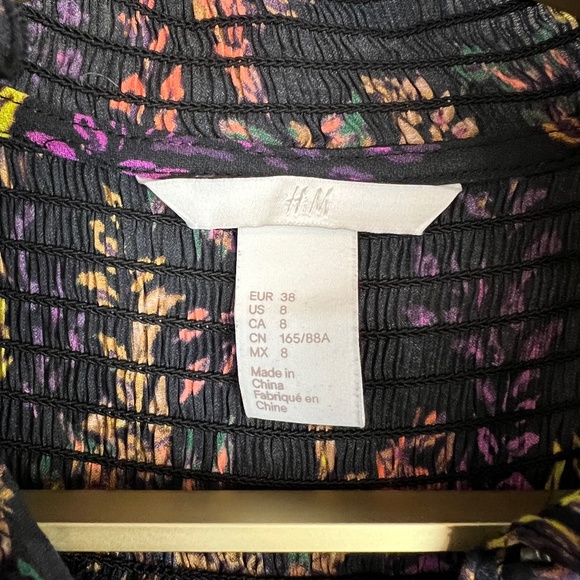 H&M
EUR 38
US 8
CA 8
CN 165/88A
MX 8
Made in
China
Fabriqué en
Chine